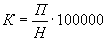 К = П/Н · 100000